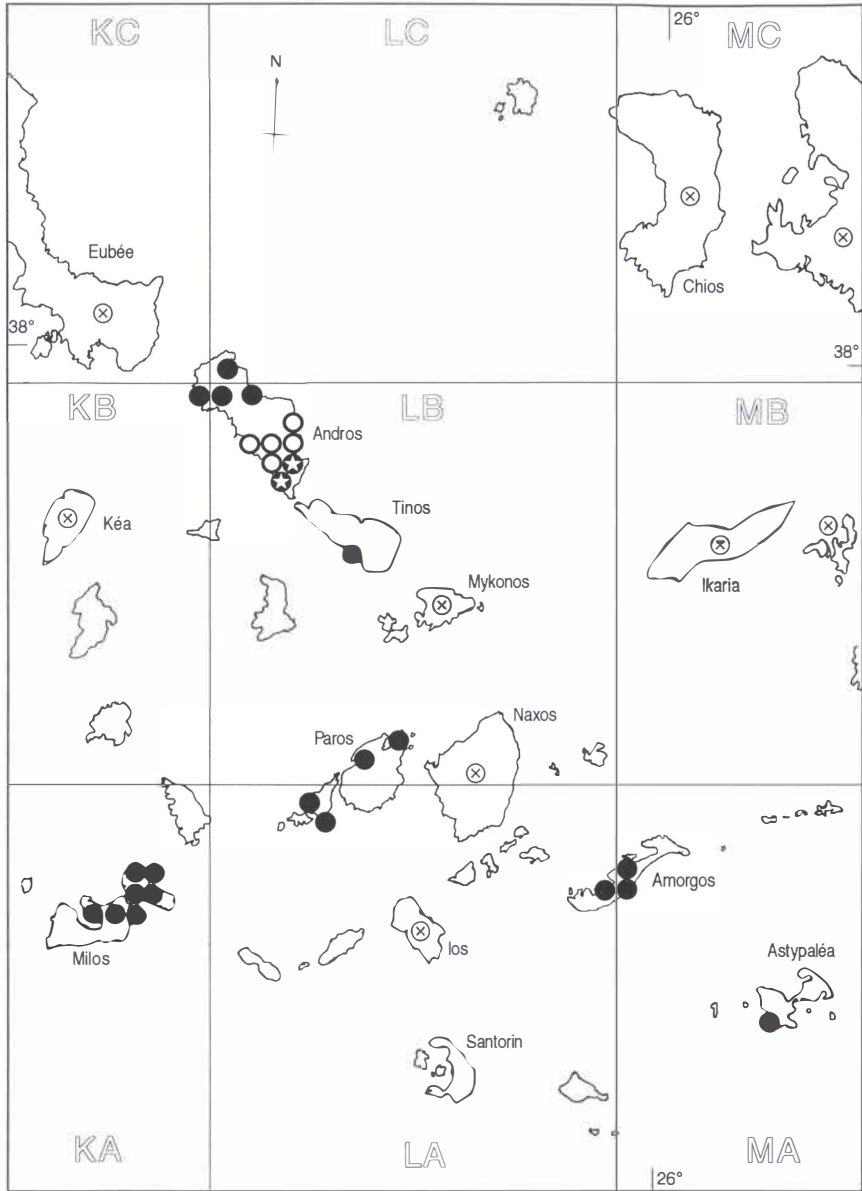 KC
LC
MC
26°
N
Eubée
Chios
38°
38°
KB
LB
MB
Andros
Kéa
Tinos
Ikaria
Mykonos
Paros
Naxos
Milos
Amorgos
Ios
Astypaléa
Santorin
KA
LA
MA
26°